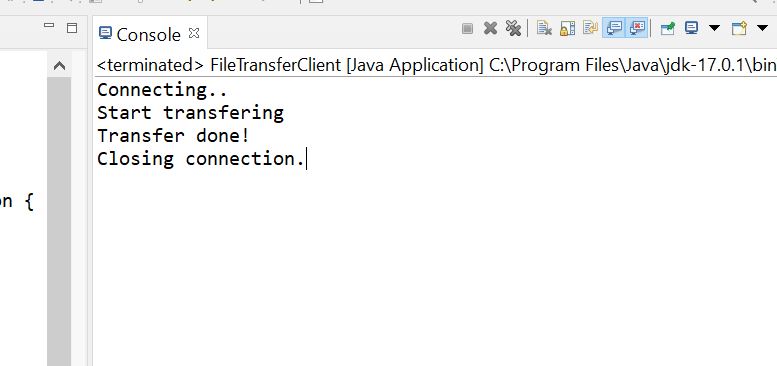 Console
<terminated> FileTransferClient [Java Application] C:\Program Files\Java\jdk-17.0.1\bin
Connecting..
Start transfering
Transfer done!
Closing connection.
on {